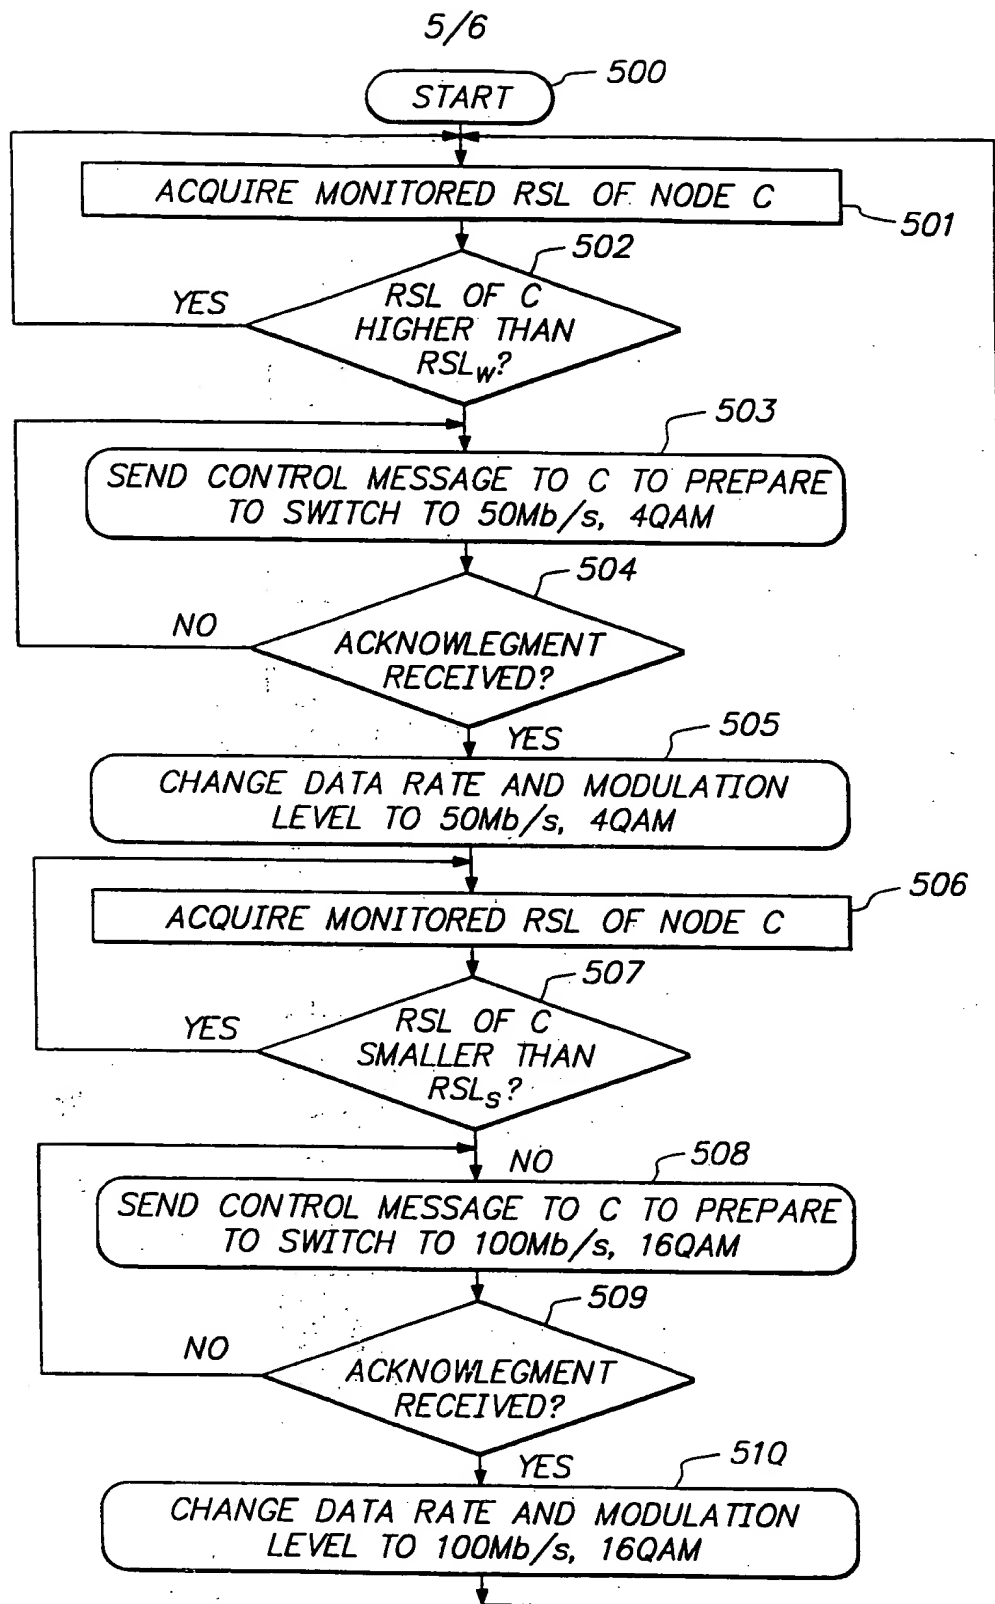 5/6
START
500
ACQUIRE MONITORED RSL OF NODE C
501
502
YES
RSL OF C
HIGHER THAN
RSLw?
503
SEND CONTROL MESSAGE TO C TO PREPARE
TO SWITCH TO 50Mb/s, 4QAM
504
NO
ACKNOWLEGMENT
RECEIVED?
YES
505
CHANGE DATA RATE AND MODULATION
LEVEL TO 50Mb/s, 4QAM
506
ACQUIRE MONITORED RSL OF NODE C
507
YES
RSL OF C
SMALLER THAN
RSLs?
NO
508
SEND CONTROL MESSAGE TO C TO PREPARE
TO SWITCH TO 100Mb/s, 16QAM
509
NO
ACKNOWLEGMENT
RECEIVED?
YES
510
CHANGE DATA RATE AND MODULATION
LEVEL TO 100Mb/s, 16QAM